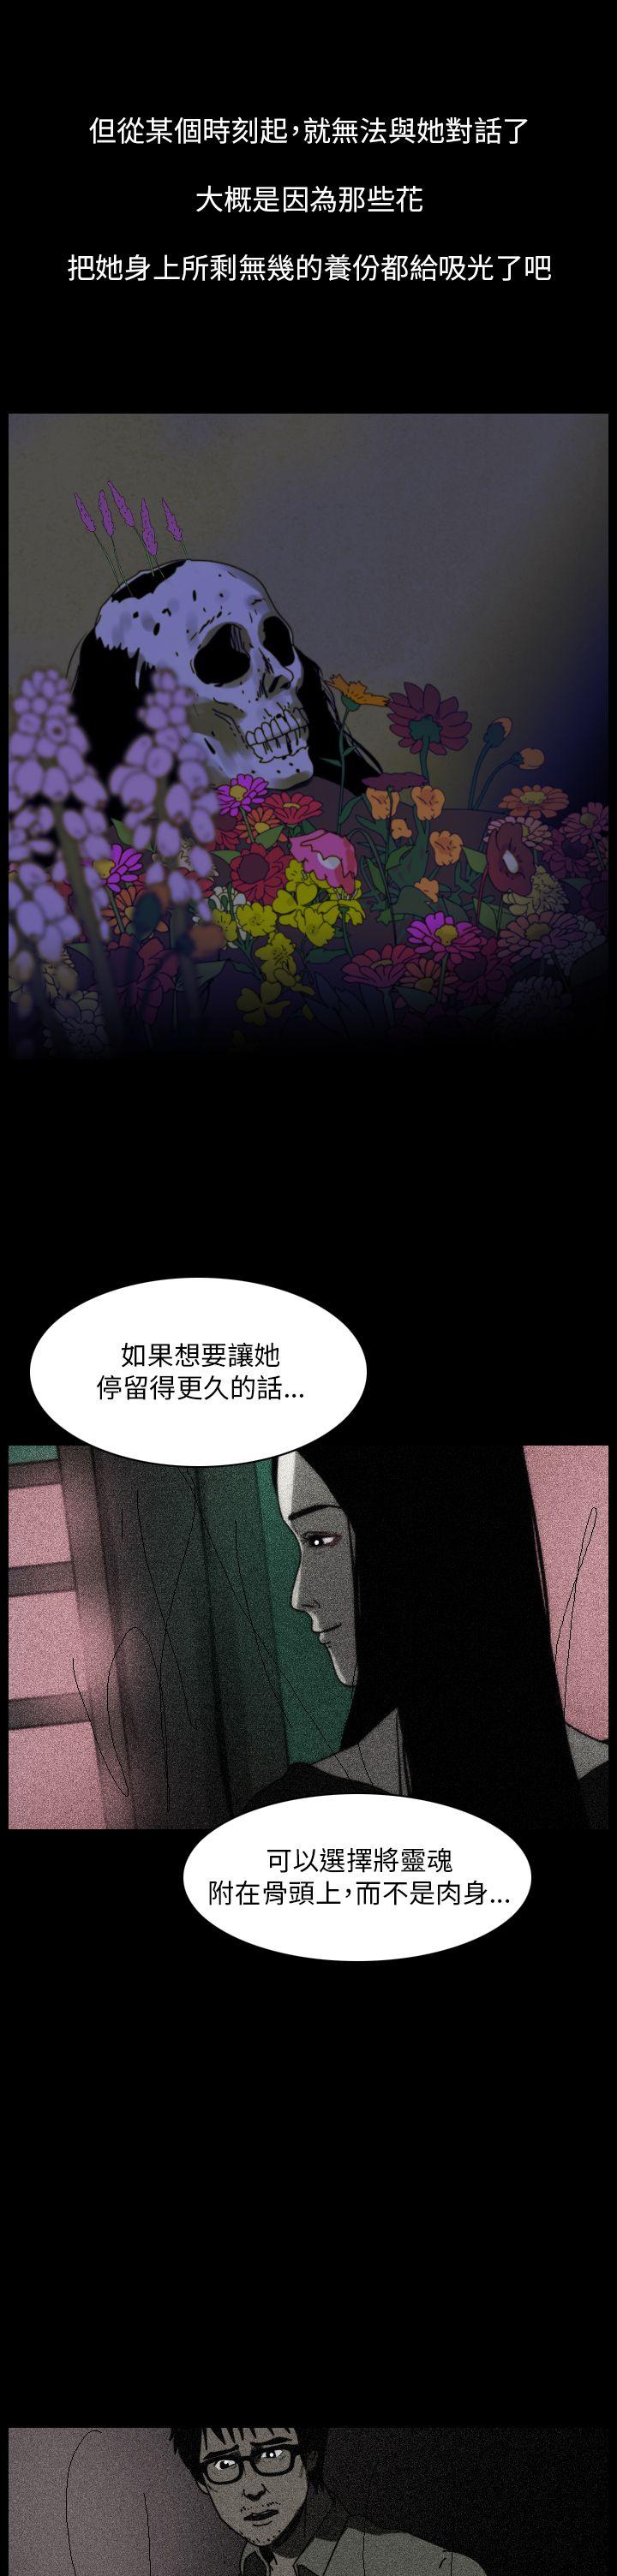 但從某個時刻起，就無法與她對話了
大概是因為那些花
把她身上所剩無幾的養份都給吸光了吧
如果想要讓她
停留得更久的話...
可以選擇將靈魂
附在骨頭上，而不是肉身...